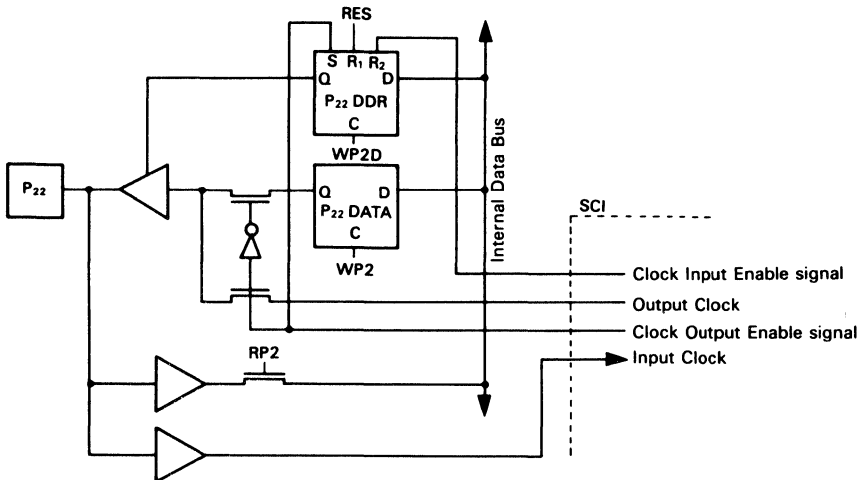 RES
S R₁ R₂
Q D
P₂₂ DDR
C
WP2D
P₂₂
Q D
P₂₂ DATA
C
WP2
Internal Data Bus
SCI
Clock Input Enable signal
Output Clock
Clock Output Enable signal
Input Clock
RP2